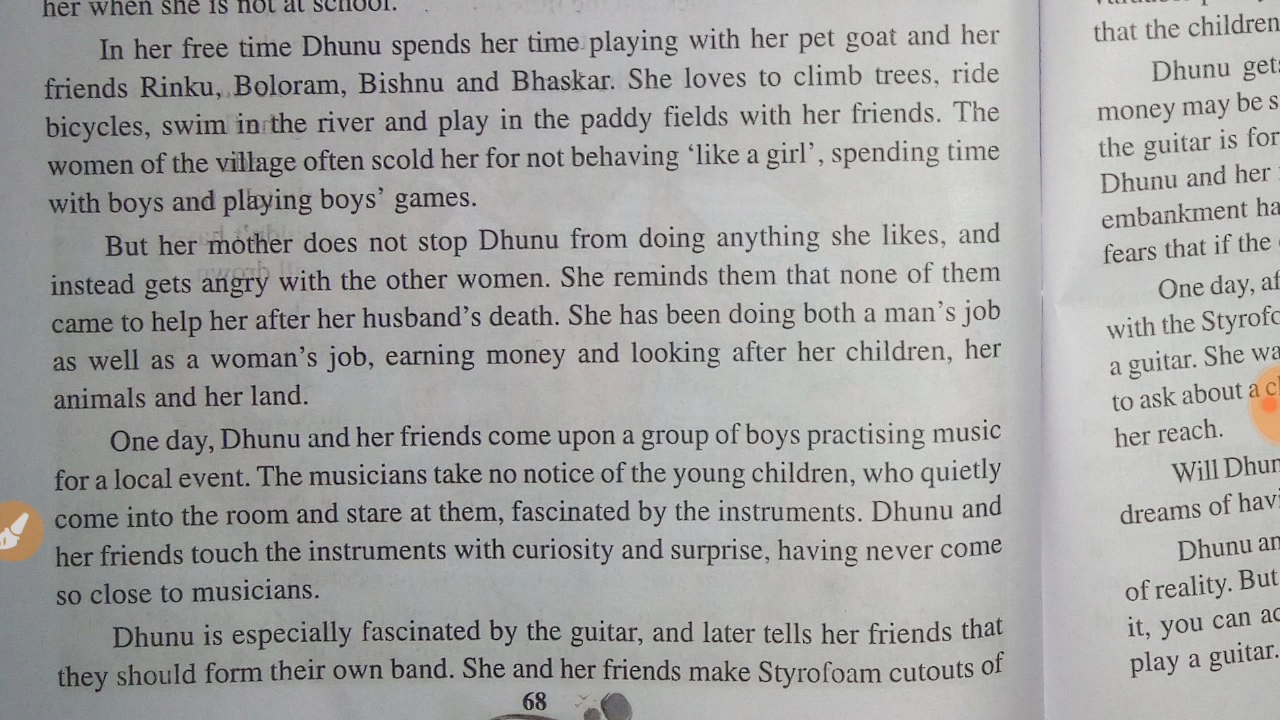 her when she is not at school.
In her free time Dhunu spends her time playing with her pet goat and her
friends Rinku, Boloram, Bishnu and Bhaskar. She loves to climb trees, ride
bicycles, swim in the river and play in the paddy fields with her friends. The
women of the village often scold her for not behaving ‘like a girl’, spending time
with boys and playing boys’ games.
But her mother does not stop Dhunu from doing anything she likes, and
instead gets angry with the other women. She reminds them that none of them
came to help her after her husband’s death. She has been doing both a man’s job
as well as a woman’s job, earning money and looking after her children, her
animals and her land.
One day, Dhunu and her friends come upon a group of boys practising music
for a local event. The musicians take no notice of the young children, who quietly
come into the room and stare at them, fascinated by the instruments. Dhunu and
her friends touch the instruments with curiosity and surprise, having never come
so close to musicians.
Dhunu is especially fascinated by the guitar, and later tells her friends that
they should form their own band. She and her friends make Styrofoam cutouts of
68
that the children
Dhunu
money may be
the guitar is for
Dhunu and her
embankment
fears that if the
One day,
with the
a guitar. She
to ask about a
her reach.
Will
dreams of
Dhunu
of reality. But
it, you can
play a guitar.